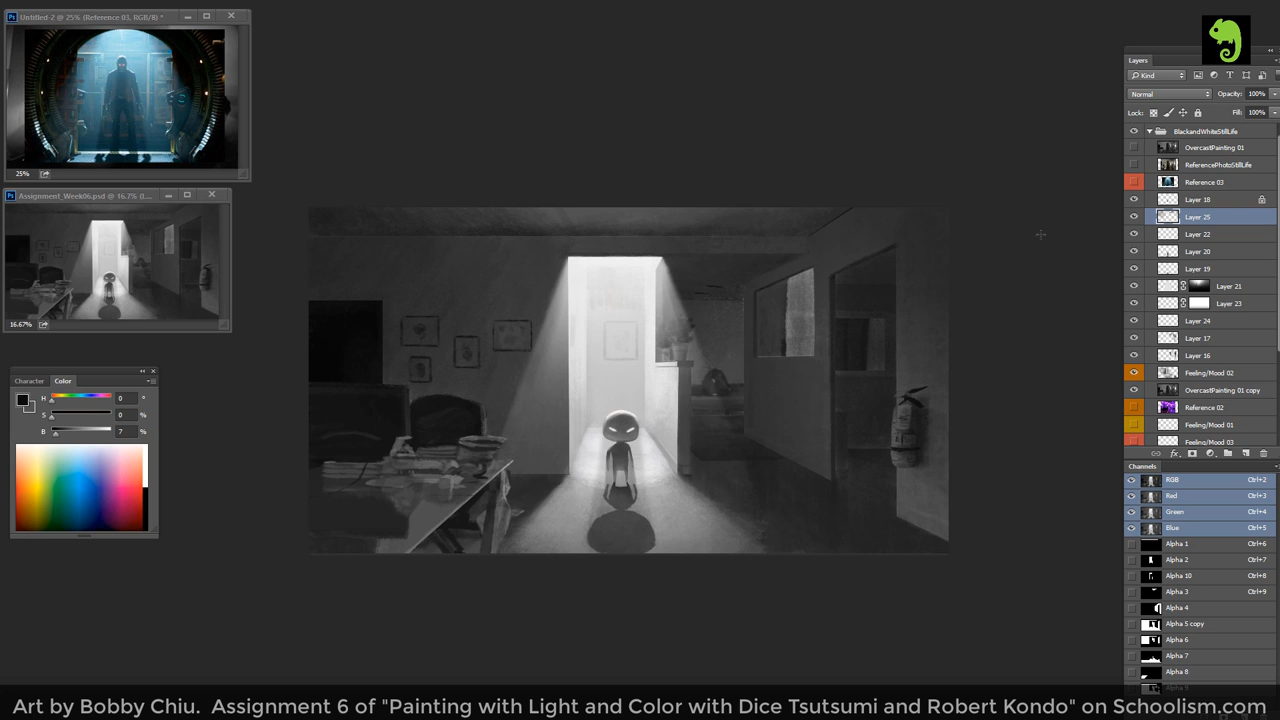 Untitled-2 @ 25% (Reference 03, RGB/8) *
25%
Assignment_Week06.psd @ 16.7% (L...
16.67%
Character Color
H 0 °
S 0 %
B 7 %
Layers
Kind
Normal Opacity: 100%
Lock: Fill: 100%
BlackandWhiteStillLife
OvercastPainting 01
ReferencePhotoStillLife
Reference 03
Layer 18
Layer 25
Layer 22
Layer 20
Layer 19
Layer 21
Layer 23
Layer 24
Layer 17
Layer 16
Feeling/Mood 02
OvercastPainting 01 copy
Reference 02
Feeling/Mood 01
Feeling/Mood 03
fx
Channels
RGB Ctrl+2
Red Ctrl+3
Green Ctrl+4
Blue Ctrl+5
Alpha 1 Ctrl+6
Alpha 2 Ctrl+7
Alpha 10 Ctrl+8
Alpha 3 Ctrl+9
Alpha 4
Alpha 5 copy
Alpha 6
Alpha 7
Alpha 8
Alpha 9
Art by Bobby Chiu. Assignment 6 of "Painting with Light and Color with Dice Tsutsumi and Robert Kondo" on Schoolism.com